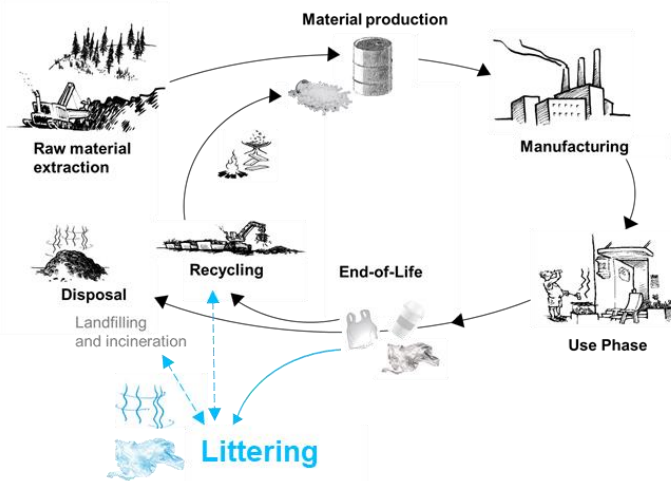 Material production
Raw material
extraction
Manufacturing
Recycling
End-of-Life
Disposal
Landfilling
and incineration
Use Phase
Littering